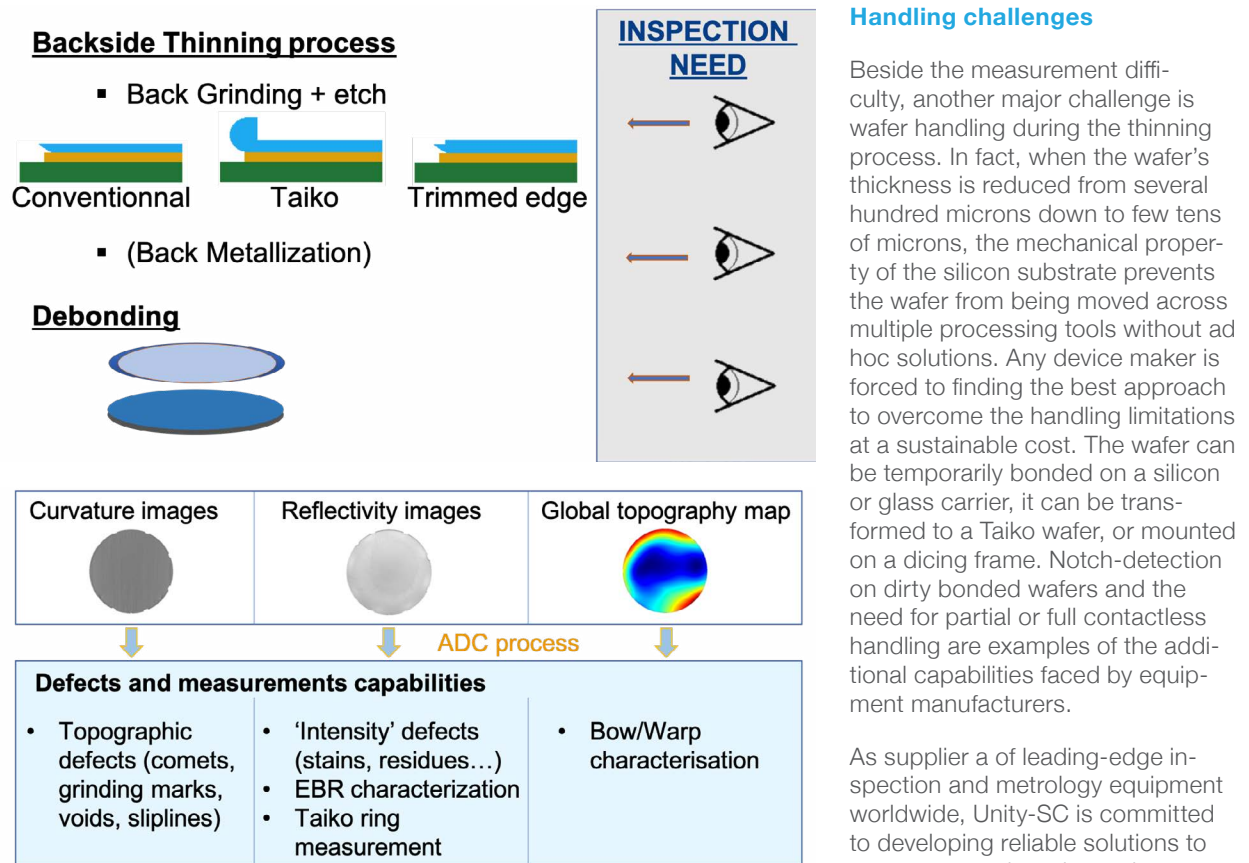 Backside Thinning process
▪ Back Grinding + etch
Conventionnal
Taiko
Trimmed edge
▪ (Back Metallization)
Debonding
INSPECTION
NEED
Curvature images
Reflectivity images
Global topography map
ADC process
Defects and measurements capabilities
• Topographic
defects (comets,
grinding marks,
voids, sliplines)
• ‘Intensity’ defects
(stains, residues…)
• EBR characterization
• Taiko ring
measurement
• Bow/Warp
characterisation
Handling challenges
Beside the measurement diffi-
culty, another major challenge is
wafer handling during the thinning
process. In fact, when the wafer’s
thickness is reduced from several
hundred microns down to few tens
of microns, the mechanical proper-
ty of the silicon substrate prevents
the wafer from being moved across
multiple processing tools without ad
hoc solutions. Any device maker is
forced to finding the best approach
to overcome the handling limitations
at a sustainable cost. The wafer can
be temporarily bonded on a silicon
or glass carrier, it can be trans-
formed to a Taiko wafer, or mounted
on a dicing frame. Notch-detection
on dirty bonded wafers and the
need for partial or full contactless
handling are examples of the addi-
tional capabilities faced by equip-
ment manufacturers.
As supplier a of leading-edge in-
spection and metrology equipment
worldwide, Unity-SC is committed
to developing reliable solutions to